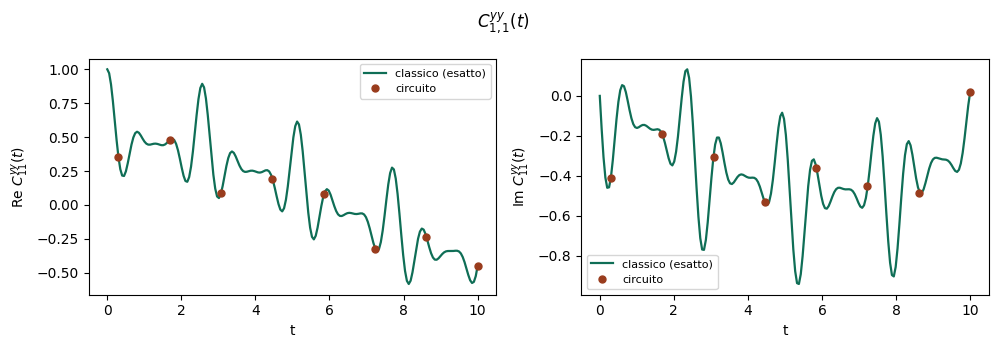 C^{yy}_{1,1}(t)
Re C^{yy}_{11}(t)
1.00
0.75
0.50
0.25
0.00
−0.25
−0.50
classico (esatto)
circuito
0
2
4
6
8
10
t
Im C^{yy}_{11}(t)
0.0
−0.2
−0.4
−0.6
−0.8
classico (esatto)
circuito
0
2
4
6
8
10
t